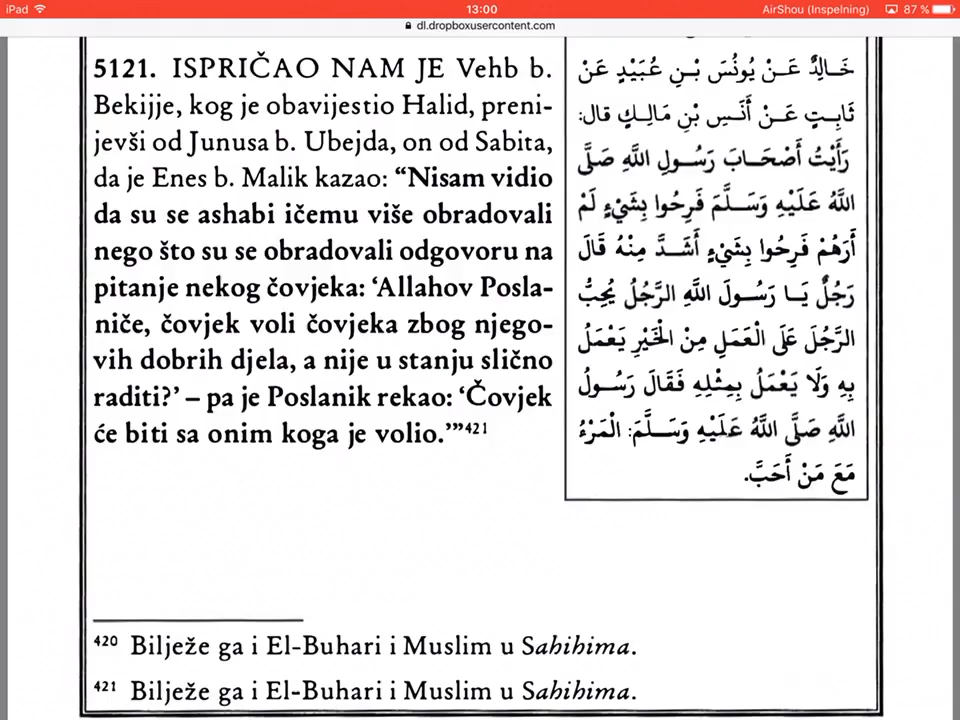 iPad 13:00 AirShou (Inspelning) 87 %
dl.dropboxusercontent.com
5121. ISPRIČAO NAM JE Vehb b.
Bekijje, kog je obavijestio Halid, preni-
jevši od Junusa b. Ubejda, on od Sabita,
da je Enes b. Malik kazao: “Nisam vidio
da su se ashabi ičemu više obradovali
nego što su se obradovali odgovoru na
pitanje nekog čovjeka: ‘Allahov Posla-
niče, čovjek voli čovjeka zbog njego-
vih dobrih djela, a nije u stanju slično
raditi?’ – pa je Poslanik rekao: ‘Čovjek
će biti sa onim koga je volio.’”421
خَالِدٌ عَنْ يُونُسَ بْنِ عُبَيْدٍ عَنْ
ثَابِتٍ عَنْ أَنَسِ بْنِ مَالِكٍ قال:
رَأَيْتُ أَصْحَابَ رَسُولِ اللَّهِ صَلَّى
اللَّهُ عَلَيْهِ وَسَلَّمَ فَرِحُوا بِشَيْءٍ لَمْ
أَرَهُمْ فَرِحُوا بِشَيْءٍ أَشَدَّ مِنْهُ قَالَ
رَجُلٌ يَا رَسُولَ اللَّهِ الرَّجُلُ يُحِبُّ
الرَّجُلَ عَلَى الْعَمَلِ مِنْ الْخَيْرِ يَعْمَلُ
بِهِ وَلَا يَعْمَلُ بِمِثْلِهِ فَقَالَ رَسُولُ
اللَّهِ صَلَّى اللَّهُ عَلَيْهِ وَسَلَّمَ: الْمَرْءُ
مَعَ مَنْ أَحَبَّ.
420 Bilježe ga i El-Buhari i Muslim u Sahihima.
421 Bilježe ga i El-Buhari i Muslim u Sahihima.